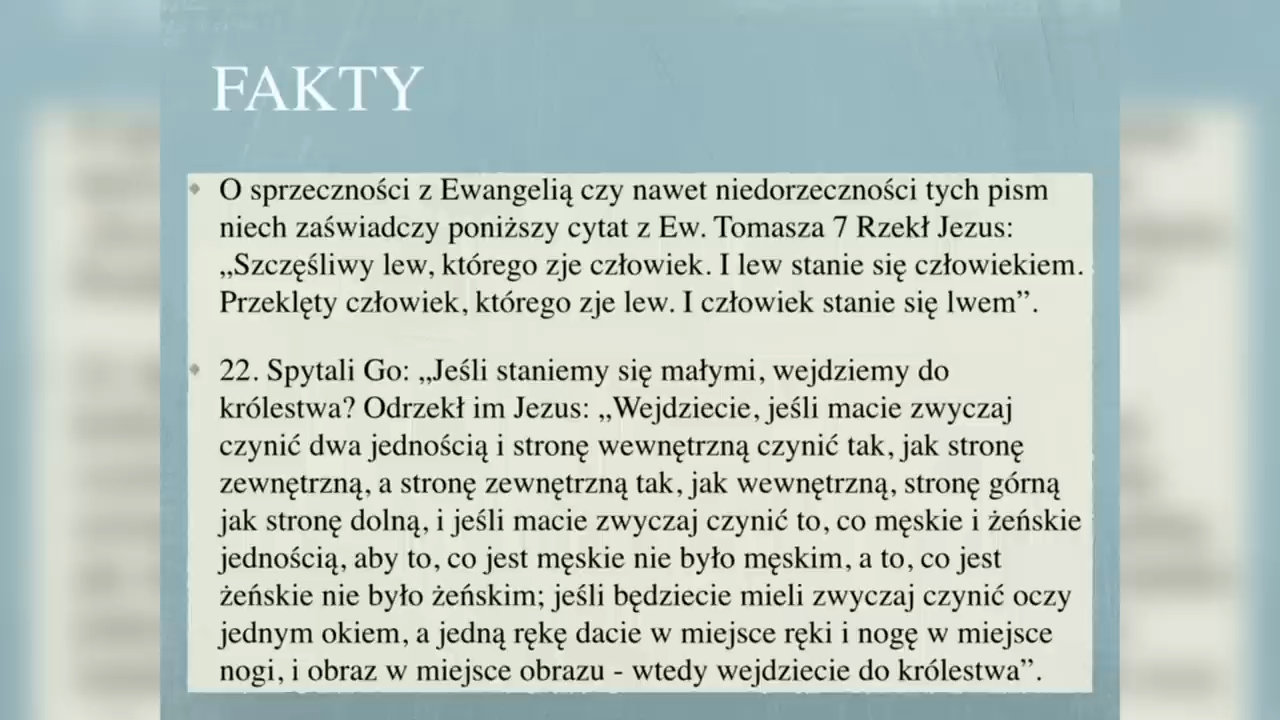 FAKTY
O sprzeczności z Ewangelią czy nawet niedorzeczności tych pism
niech zaświadczy poniższy cytat z Ew. Tomasza 7 Rzekł Jezus:
„Szczęśliwy lew, którego zje człowiek. I lew stanie się człowiekiem.
Przeklęty człowiek, którego zje lew. I człowiek stanie się lwem”.
22. Spytali Go: „Jeśli staniemy się małymi, wejdziemy do
królestwa? Odrzekł im Jezus: „Wejdziecie, jeśli macie zwyczaj
czynić dwa jednością i stronę wewnętrzną czynić tak, jak stronę
zewnętrzną, a stronę zewnętrzną tak, jak wewnętrzną, stronę górną
jak stronę dolną, i jeśli macie zwyczaj czynić to, co męskie i żeńskie
jednością, aby to, co jest męskie nie było męskim, a to, co jest
żeńskie nie było żeńskim; jeśli będziecie mieli zwyczaj czynić oczy
jednym okiem, a jedną rękę dacie w miejsce ręki i nogę w miejsce
nogi, i obraz w miejsce obrazu - wtedy wejdziecie do królestwa”.